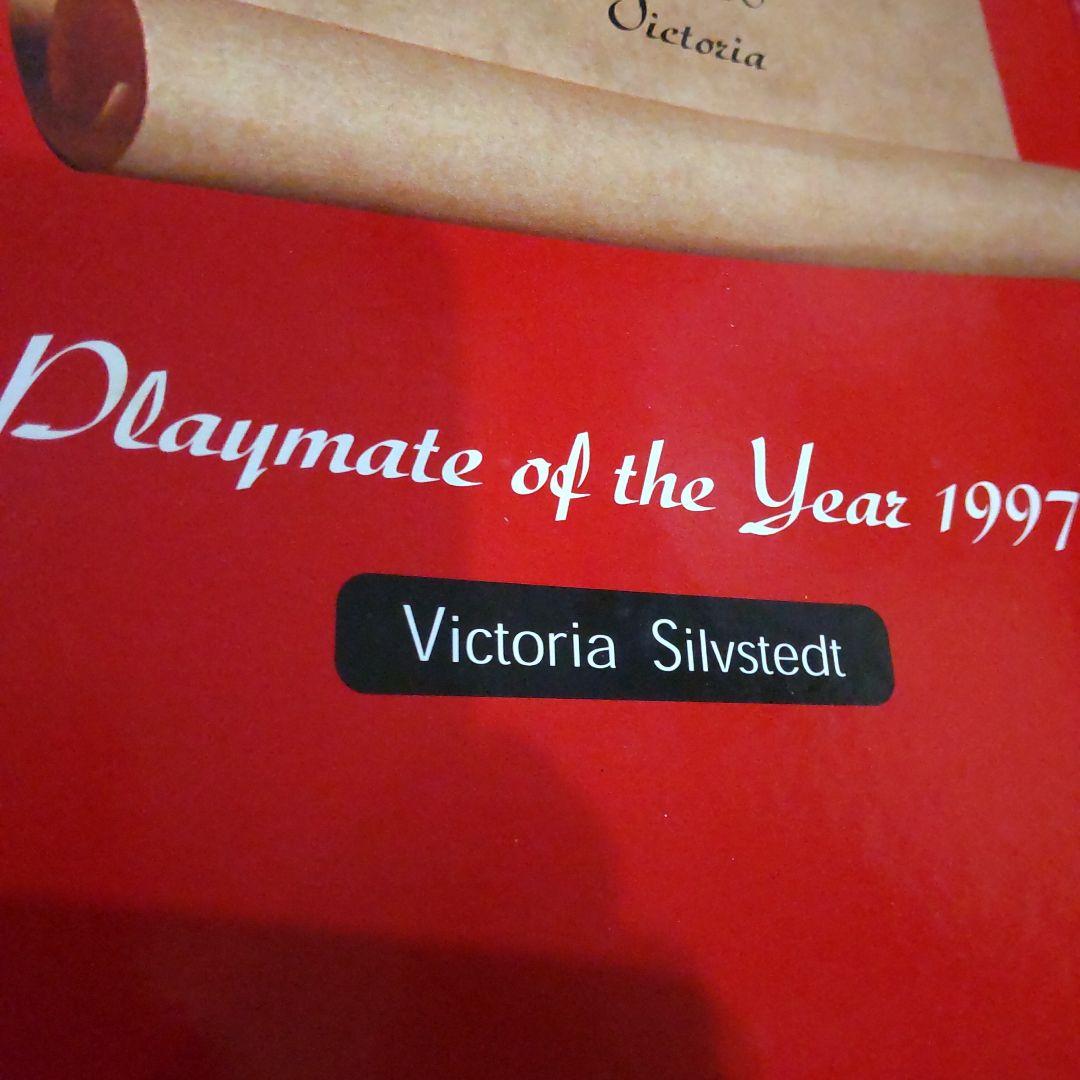 Victoria
Playmate of the Year 1997
Victoria Silvstedt